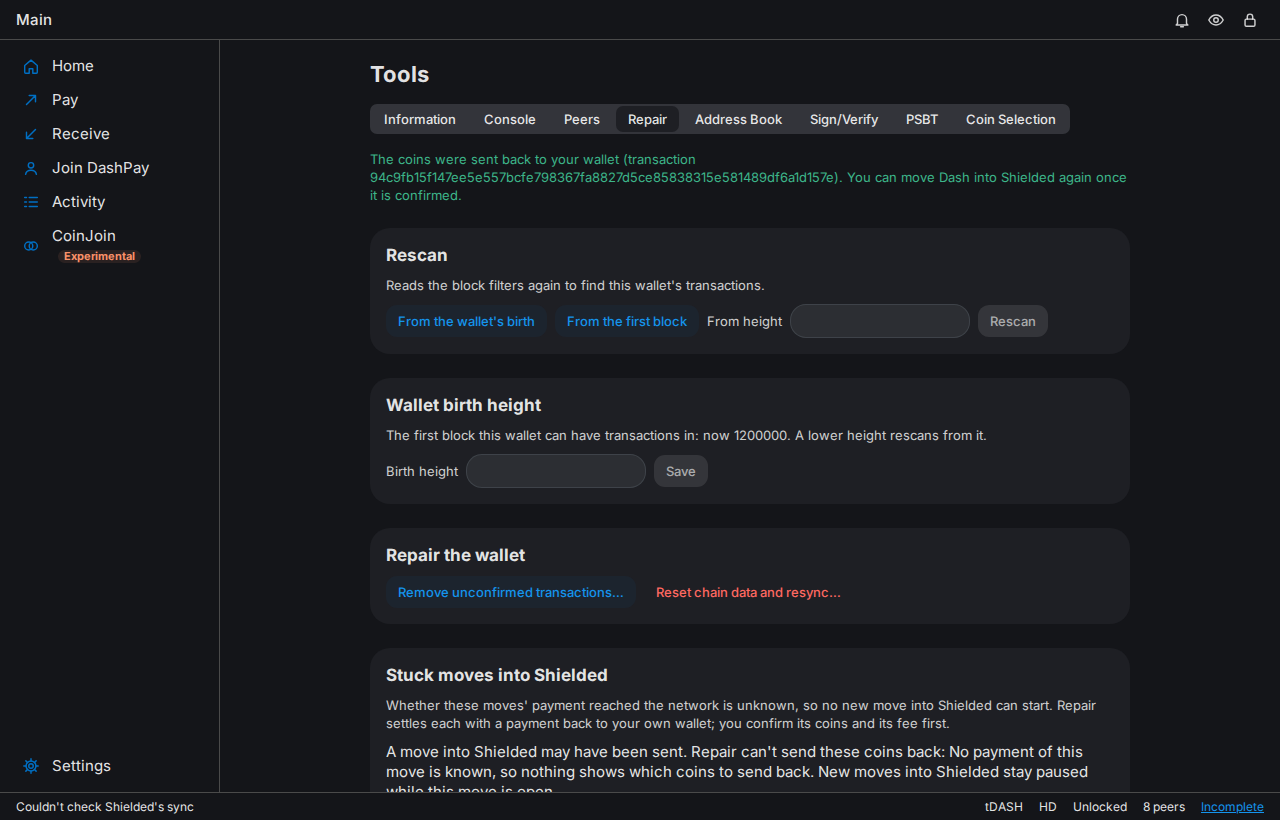 Main
Home
Pay
Receive
Join DashPay
Activity
CoinJoin
Experimental
Settings
Tools
Information Console Peers Repair Address Book Sign/Verify PSBT Coin Selection
The coins were sent back to your wallet (transaction
94c9fb15f147ee5e557bcfe798367fa8827d5ce85838315e581489df6a1d157e). You can move Dash into Shielded again once
it is confirmed.
Rescan
Reads the block filters again to find this wallet's transactions.
From the wallet's birth From the first block From height Rescan
Wallet birth height
The first block this wallet can have transactions in: now 1200000. A lower height rescans from it.
Birth height Save
Repair the wallet
Remove unconfirmed transactions... Reset chain data and resync...
Stuck moves into Shielded
Whether these moves' payment reached the network is unknown, so no new move into Shielded can start. Repair
settles each with a payment back to your own wallet; you confirm its coins and its fee first.
A move into Shielded may have been sent. Repair can't send these coins back: No payment of this
move is known, so nothing shows which coins to send back. New moves into Shielded stay paused
while this move is open.
Couldn't check Shielded's sync tDASH HD Unlocked 8 peers Incomplete